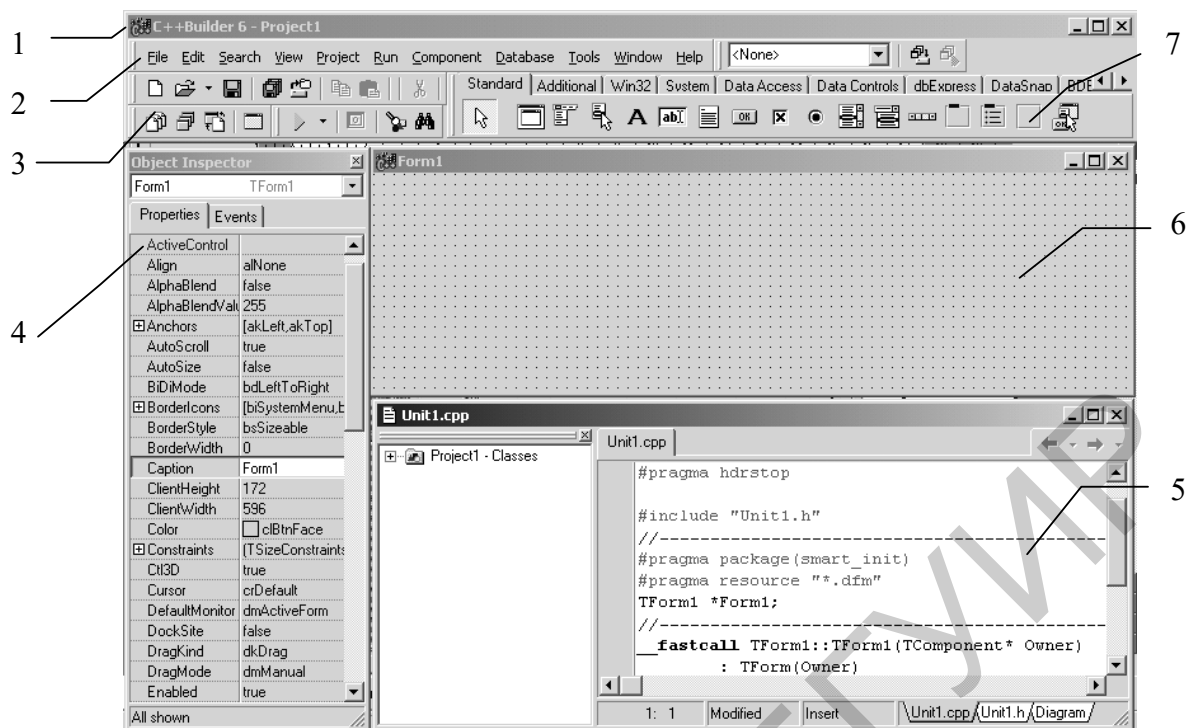 C++Builder 6 - Project1
1
7
File Edit Search View Project Run Component Database Tools Window Help
<None>
2
Standard Additional Win32 System Data Access Data Controls dbExpress DataSnap BDE
3
Object Inspector
Form1
Form1 TForm1
Properties Events
6
ActiveControl
Align alNone
AlphaBlend false
AlphaBlendValu 255
4
Anchors [akLeft,akTop]
AutoScroll true
AutoSize false
BiDiMode bdLeftToRight
BorderIcons [biSystemMenu,b
BorderStyle bsSizeable
BorderWidth 0
Caption Form1
ClientHeight 172
ClientWidth 596
Color clBtnFace
Constraints (TSizeConstraints
Ctl3D true
Cursor crDefault
DefaultMonitor dmActiveForm
DockSite false
DragKind dkDrag
DragMode dmManual
Enabled true
All shown
Unit1.cpp
Project1 - Classes
Unit1.cpp
5
#pragma hdrstop
#include "Unit1.h"
//---------------------------------------------
#pragma package(smart_init)
#pragma resource "*.dfm"
TForm1 *Form1;
//---------------------------------------------
__fastcall TForm1::TForm1(TComponent* Owner)
: TForm(Owner)
1: 1 Modified Insert Unit1.cpp Unit1.h Diagram
ГУИР